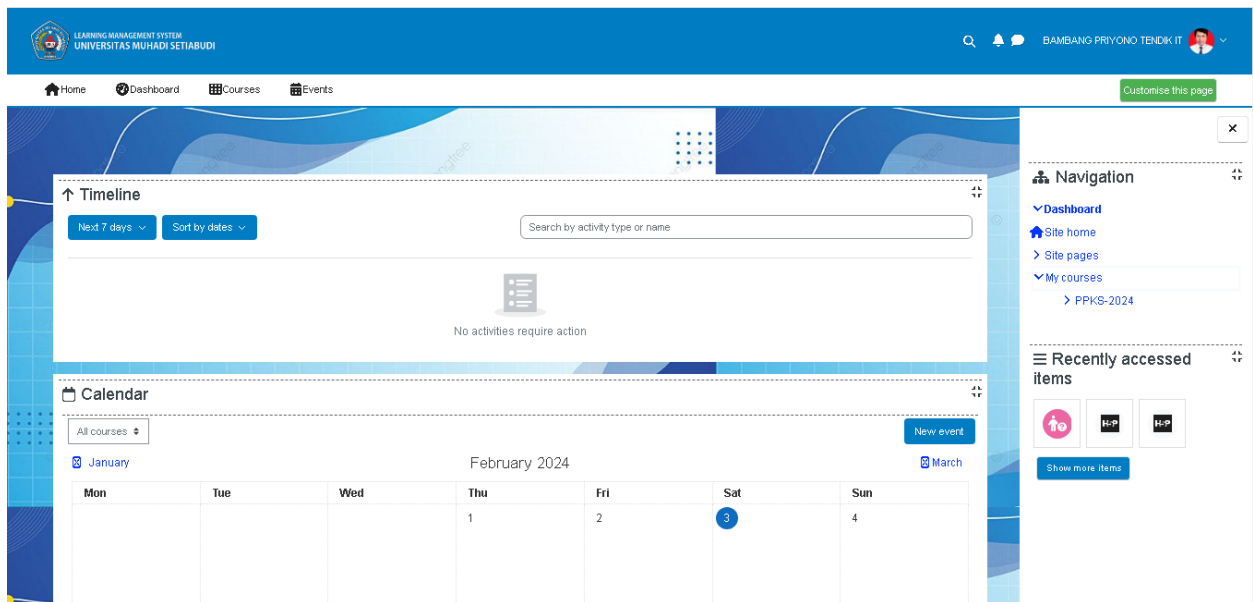 LEARNING MANAGEMENT SYSTEM
UNIVERSITAS MUHADI SETIABUDI
BAMBANG PRIYONO TENDIK IT
Home Dashboard Courses Events
Customise this page
Timeline
Next 7 days Sort by dates Search by activity type or name
No activities require action
Calendar
All courses New event
January February 2024 March
Mon Tue Wed Thu Fri Sat Sun
1 2 3 4
Navigation
Dashboard
Site home
Site pages
My courses
PPKS-2024
Recently accessed
items
H-P H-P
Show more items